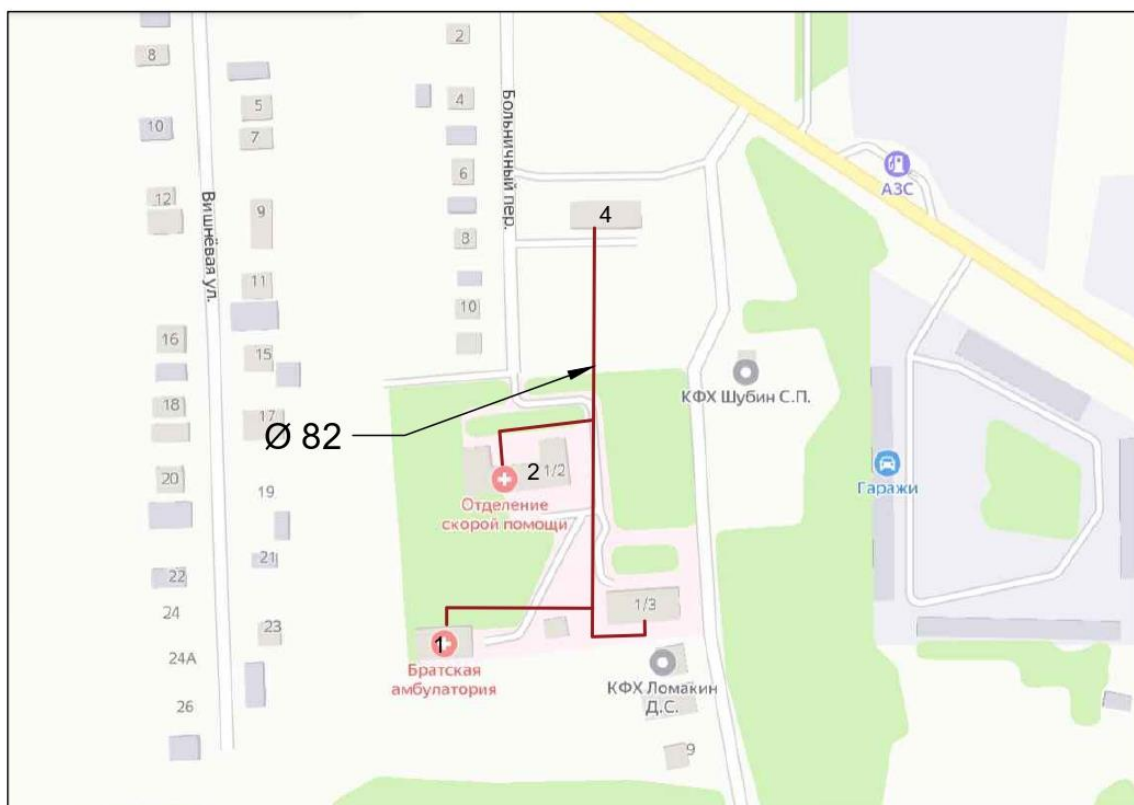 2
8
4
5
10
7
Больничный пер.
АЗС
6
12
Вишнёвая ул.
9
4
8
11
10
16
15
КФХ Шубин С.П.
18
17
Ø 82
2
1/2
20
Гаражи
19
Отделение
скорой помощи
21
22
24
1/3
23
1
24А
Братская
амбулатория
КФХ Ломакин
Д.С.
26
9